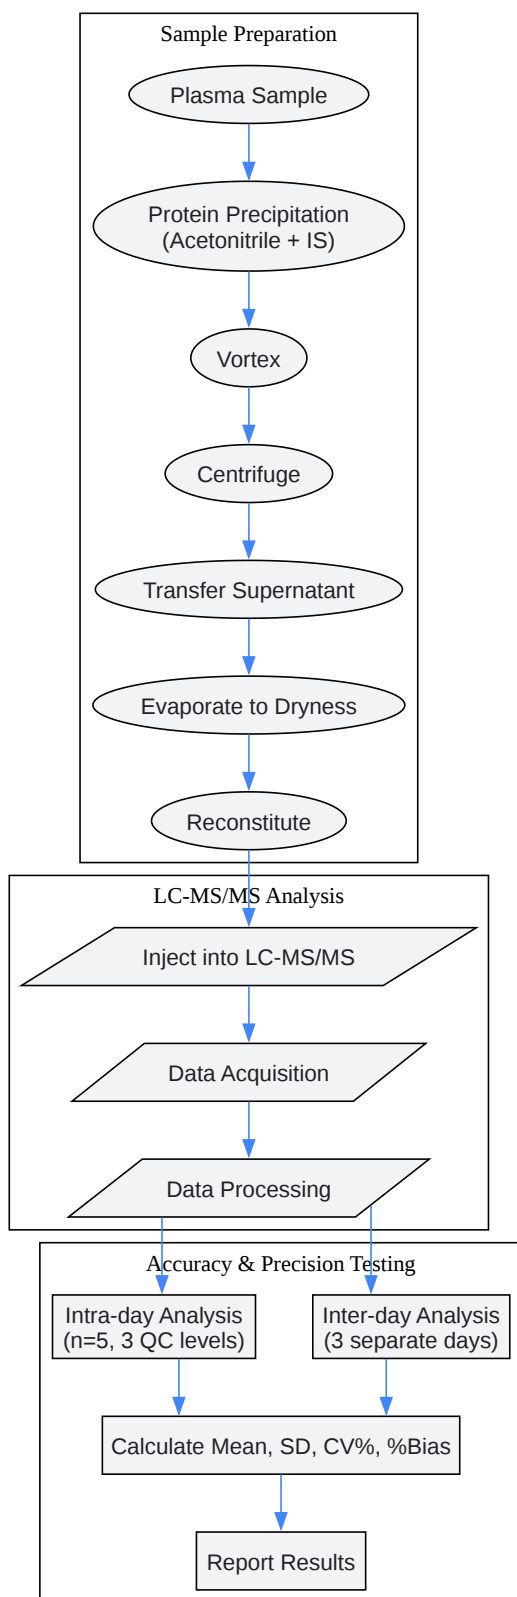 Sample Preparation
Plasma Sample
Protein Precipitation
(Acetonitrile + IS)
Vortex
Centrifuge
Transfer Supernatant
Evaporate to Dryness
Reconstitute
LC-MS/MS Analysis
Inject into LC-MS/MS
Data Acquisition
Data Processing
Accuracy & Precision Testing
Intra-day Analysis
(n=5, 3 QC levels)
Inter-day Analysis
(3 separate days)
Calculate Mean, SD, CV%, %Bias
Report Results